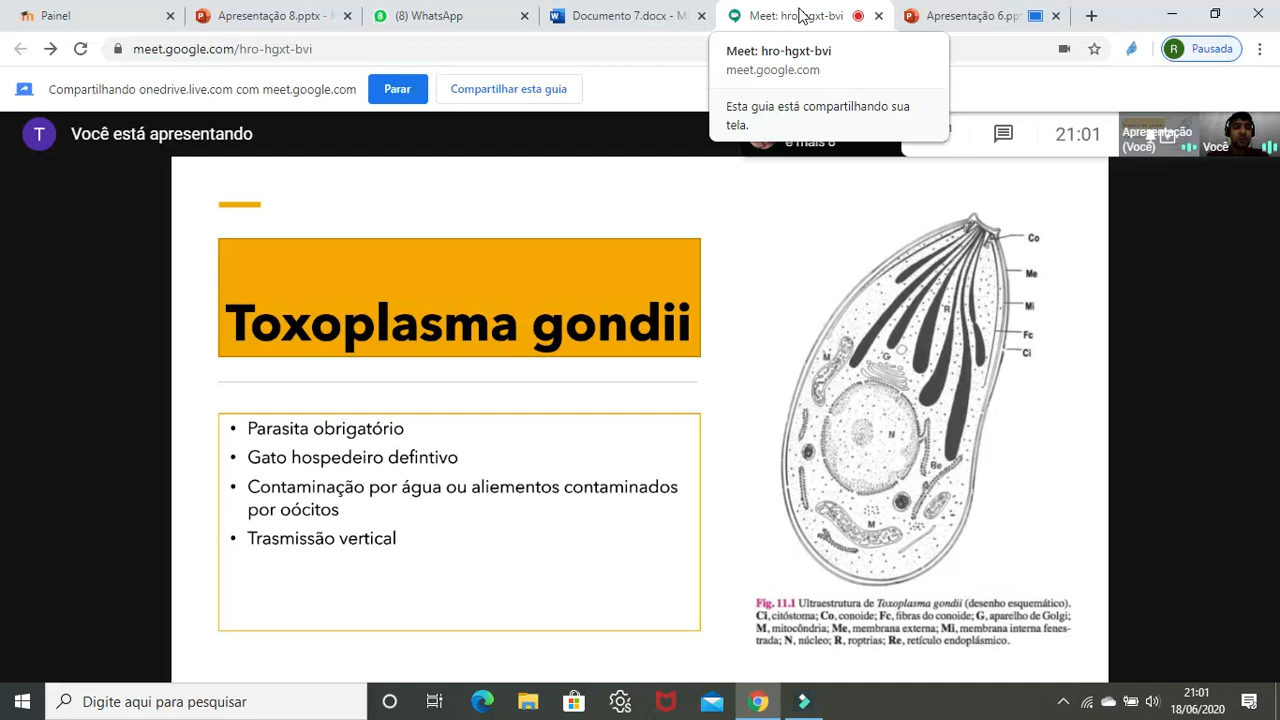 Painel
Apresentação 8.pptx -
(8) WhatsApp
Documento 7.docx - M
Meet: hro-hgxt-bvi
Apresentação 6.pp
meet.google.com/hro-hgxt-bvi
R
Pausada
Meet: hro-hgxt-bvi
meet.google.com
Esta guia está compartilhando sua
tela.
Compartilhando onedrive.live.com com meet.google.com
Parar
Compartilhar esta guia
T
Você está apresentando
e mais 8
21:01
Apresentação
(Você)
Você
Toxoplasma gondii
• Parasita obrigatório
• Gato hospedeiro defintivo
• Contaminação por água ou aliementos contaminados
por oócitos
• Trasmissão vertical
Co
Me
Mi
Fc
Ci
R
G
M
N
Re
M
Fig. 11.1 Ultraestrutura de Toxoplasma gondii (desenho esquemático).
Ci, citóstoma; Co, conoide; Fc, fibras do conoide; G, aparelho de Golgi;
M, mitocôndria; Me, membrana externa; Mi, membrana interna fenes-
trada; N, núcleo; R, roptrias; Re, retículo endoplásmico.
Digite aqui para pesquisar
21:01
18/06/2020